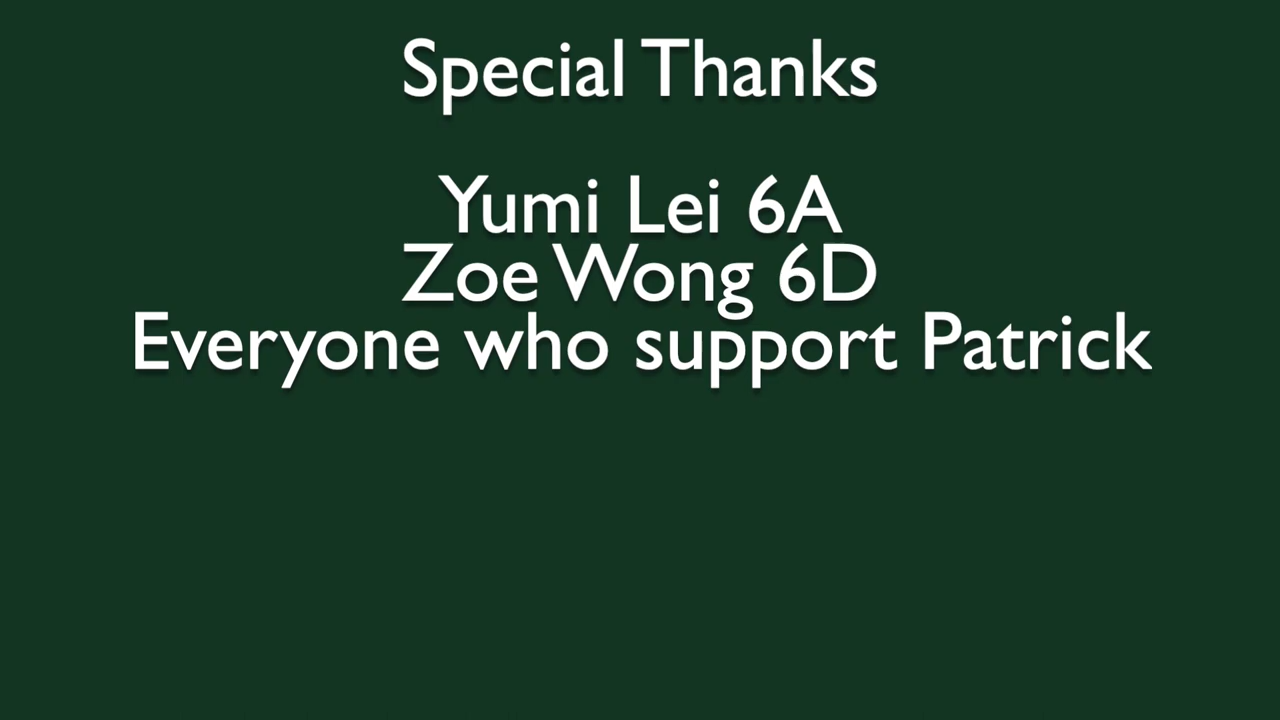 Special Thanks
Yumi Lei 6A
Zoe Wong 6D
Everyone who support Patrick